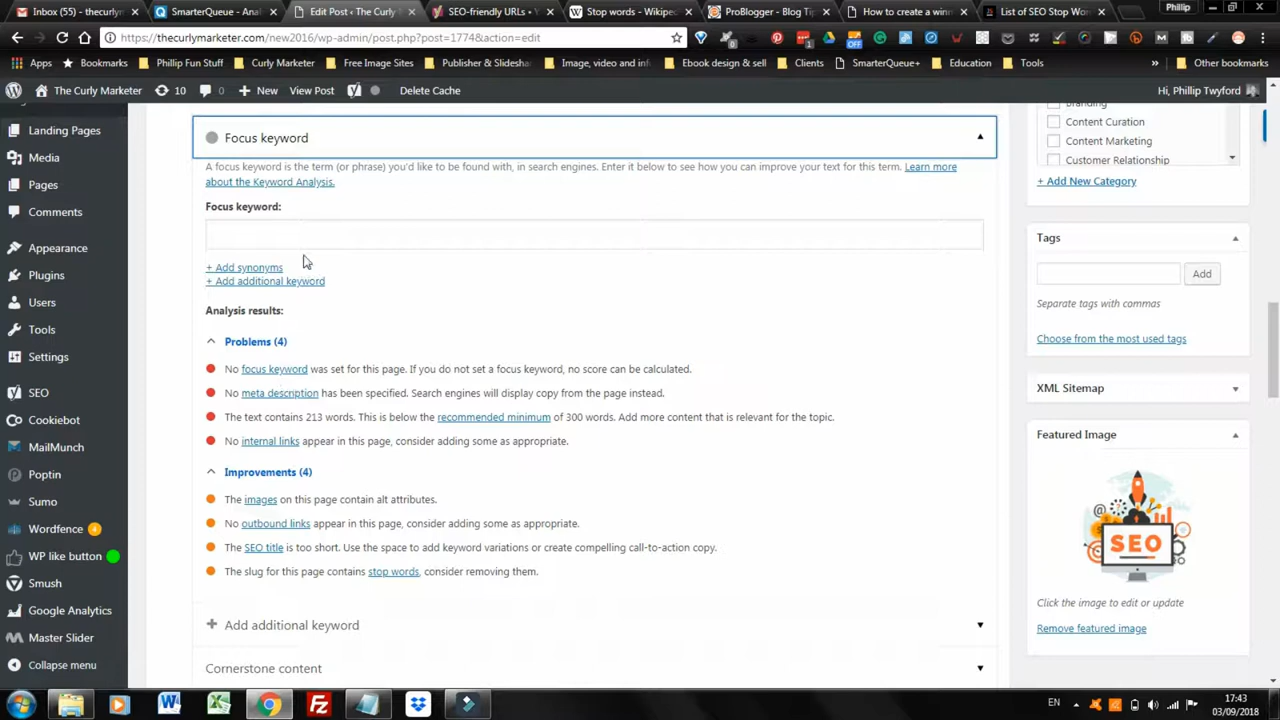 Inbox (55) - thecurlym
SmarterQueue - Anal
Edit Post ‹ The Curly M
SEO-friendly URLs • Y
Stop words - Wikiped
ProBlogger - Blog Tip
How to create a winn
List of SEO Stop Wor
Phillip
https://thecurlymarketer.com/new2016/wp-admin/post.php?post=1774&action=edit
Apps
Bookmarks
Phillip Fun Stuff
Curly Marketer
Free Image Sites
Publisher & Slidesha
Image, video and inf
Ebook design & sell
Clients
SmarterQueue+
Education
Tools
»
Other bookmarks
The Curly Marketer
10
0
New
View Post
Delete Cache
Hi, Phillip Twyford
Landing Pages
Media
Pages
Comments
Appearance
Plugins
Users
Tools
Settings
SEO
Cookiebot
MailMunch
Poptin
Sumo
Wordfence 4
WP like button
Smush
Google Analytics
Master Slider
Collapse menu
Focus keyword
A focus keyword is the term (or phrase) you'd like to be found with, in search engines. Enter it below to see how you can improve your text for this term. Learn more
about the Keyword Analysis.
Focus keyword:
+ Add synonyms
+ Add additional keyword
Analysis results:
Problems (4)
No focus keyword was set for this page. If you do not set a focus keyword, no score can be calculated.
No meta description has been specified. Search engines will display copy from the page instead.
The text contains 213 words. This is below the recommended minimum of 300 words. Add more content that is relevant for the topic.
No internal links appear in this page, consider adding some as appropriate.
Improvements (4)
The images on this page contain alt attributes.
No outbound links appear in this page, consider adding some as appropriate.
The SEO title is too short. Use the space to add keyword variations or create compelling call-to-action copy.
The slug for this page contains stop words, consider removing them.
Add additional keyword
Cornerstone content
Branding
Content Curation
Content Marketing
Customer Relationship
+ Add New Category
Tags
Add
Separate tags with commas
Choose from the most used tags
XML Sitemap
Featured Image
SEO
Click the image to edit or update
Remove featured image
EN
17:43
03/09/2018